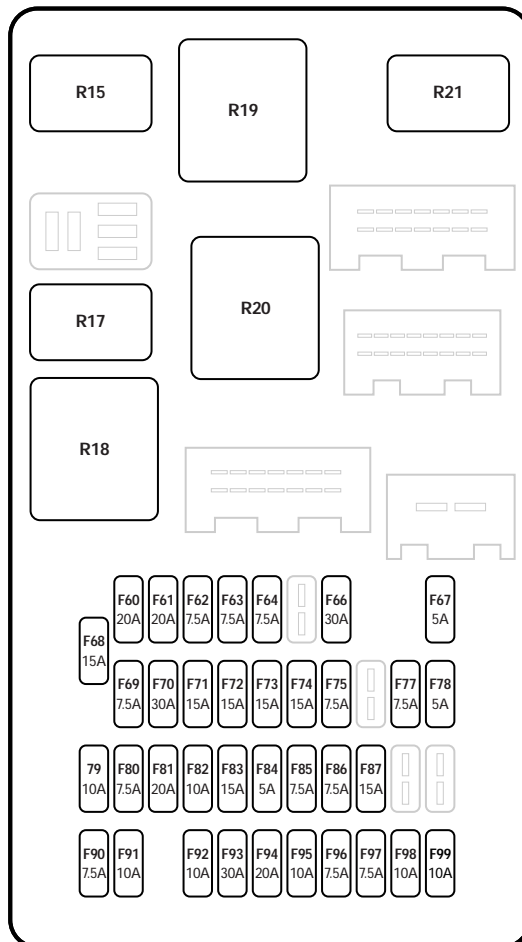 R15
R19
R21
R17
R20
R18
F60 F61 F62 F63 F64 F66 F67
20A 20A 7.5A 7.5A 7.5A 30A 5A
F68
15A
F69 F70 F71 F72 F73 F74 F75 F77 F78
7.5A 30A 15A 15A 15A 15A 7.5A 7.5A 5A
79 F80 F81 F82 F83 F84 F85 F86 F87
10A 7.5A 20A 10A 15A 5A 7.5A 7.5A 15A
F90 F91 F92 F93 F94 F95 F96 F97 F98 F99
7.5A 10A 10A 30A 20A 10A 7.5A 7.5A 10A 10A